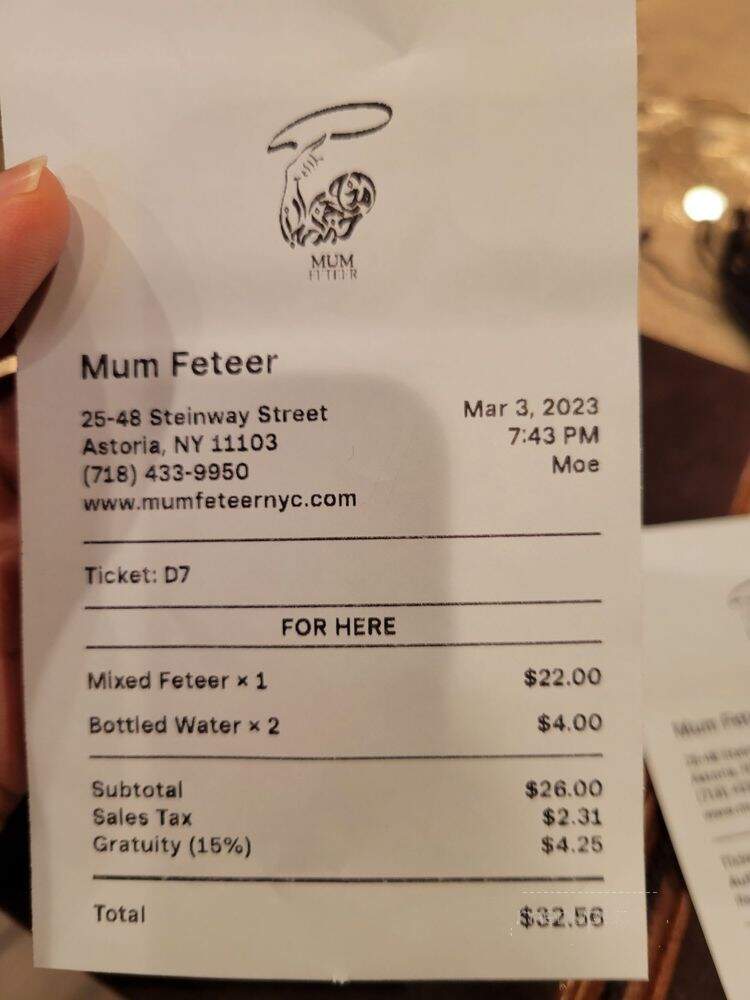 MUM
FETEER
Mum Feteer
25-48 Steinway Street
Astoria, NY 11103
(718) 433-9950
www.mumfeteernyc.com
Mar 3, 2023
7:43 PM
Moe
Ticket: D7
FOR HERE
Mixed Feteer × 1 $22.00
Bottled Water × 2 $4.00
Subtotal $26.00
Sales Tax $2.31
Gratuity (15%) $4.25
Total $32.56
Mum